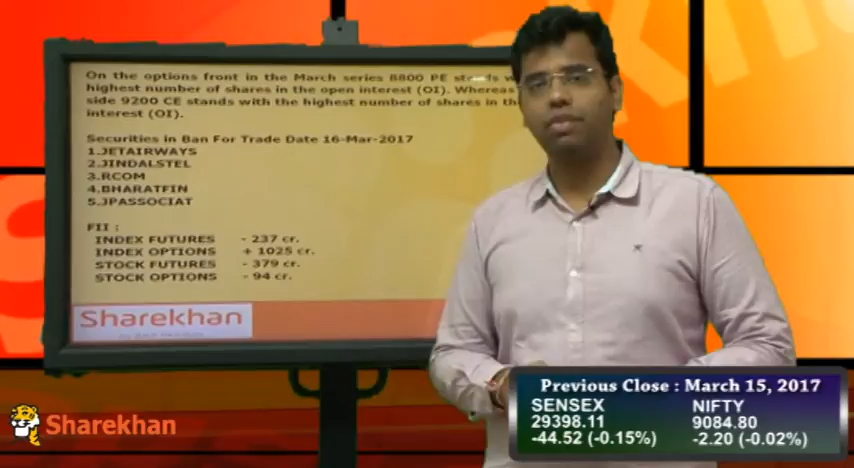 On the options front in the March series 8800 PE stands
highest number of shares in the open interest (OI). Whereas
side 9200 CE stands with the highest number of shares in
interest (OI).
Securities in Ban For Trade Date 16-Mar-2017
1.JETAIRWAYS
2.JINDALSTEL
3.RCOM
4.BHARATFIN
5.JPASSOCIAT
FII :
INDEX FUTURES - 237 cr.
INDEX OPTIONS + 1025 cr.
STOCK FUTURES - 379 cr.
STOCK OPTIONS - 94 cr.
Sharekhan
Sharekhan
Previous Close : March 15, 2017
SENSEX NIFTY
29398.11 9084.80
-44.52 (-0.15%) -2.20 (-0.02%)